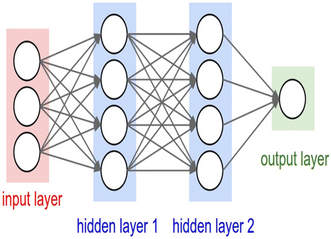 input layer
hidden layer 1
hidden layer 2
output layer